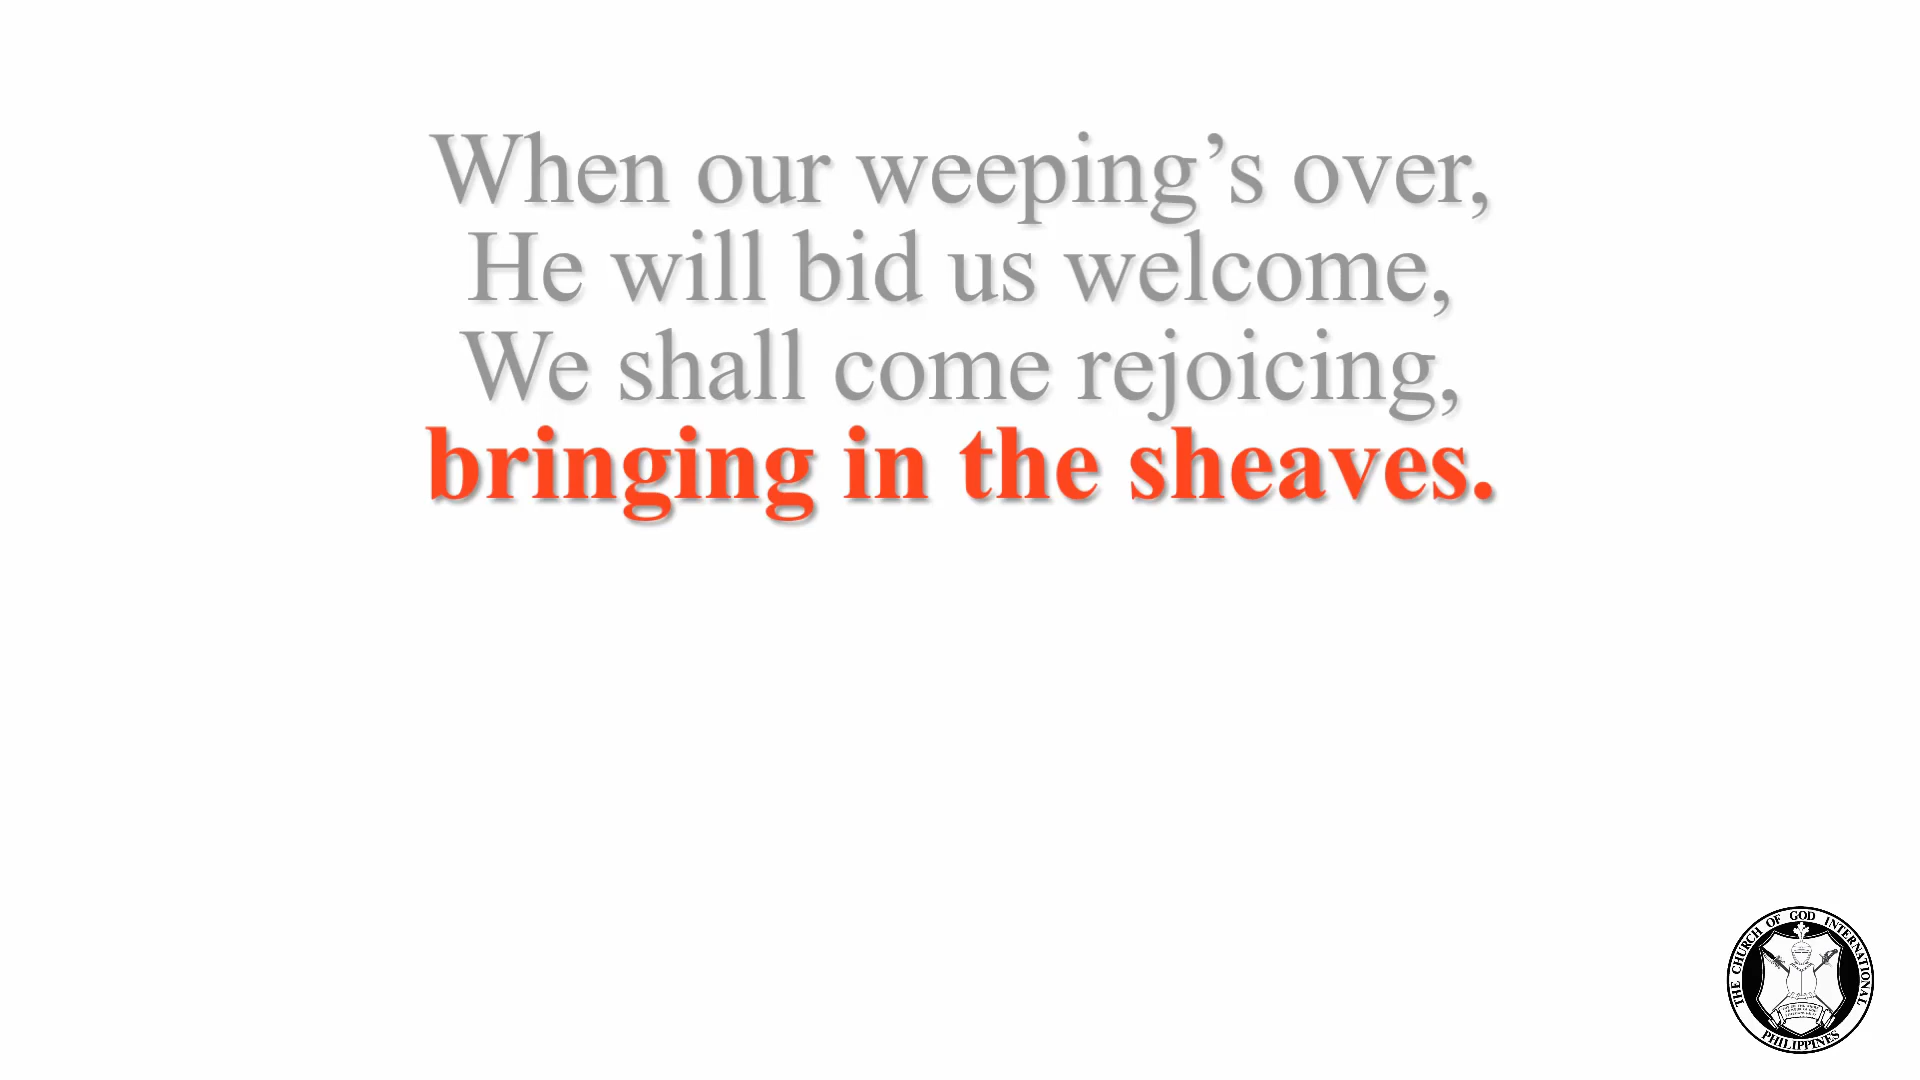 When our weeping’s over,
He will bid us welcome,
We shall come rejoicing,
bringing in the sheaves.
THE CHURCH OF GOD INTERNATIONAL
PHILIPPINES